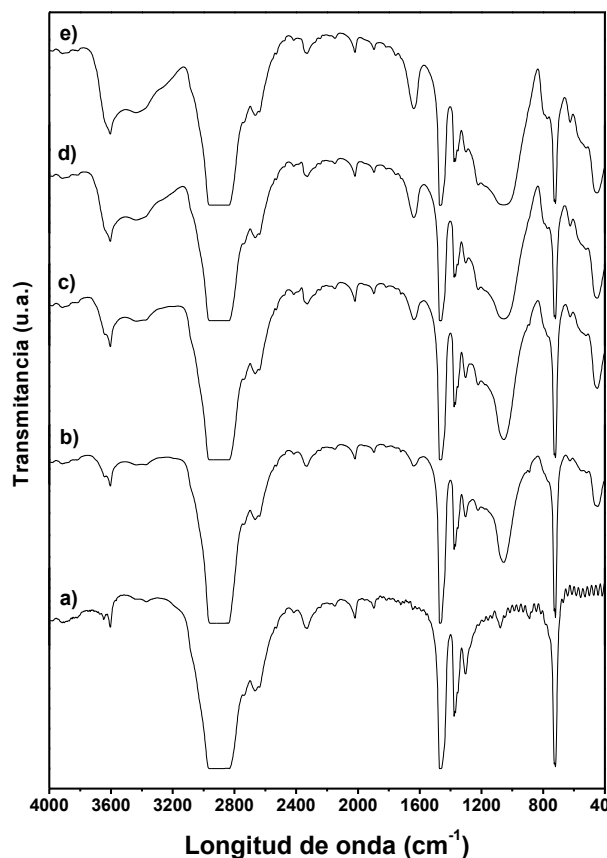 e)
d)
c)
b)
a)
Transmitancia (u.a.)
4000 3600 3200 2800 2400 2000 1600 1200 800 40
Longitud de onda (cm-1)